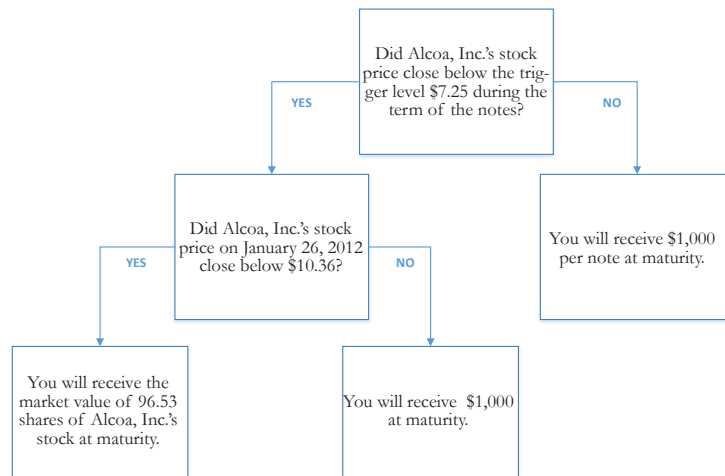 Did Alcoa, Inc.'s stock
price close below the trig-
ger level $7.25 during the
term of the notes?
YES
NO
Did Alcoa, Inc.'s stock
price on January 26, 2012
close below $10.36?
You will receive $1,000
per note at maturity.
YES
NO
You will receive the
market value of 96.53
shares of Alcoa, Inc.'s
stock at maturity.
You will receive $1,000
at maturity.